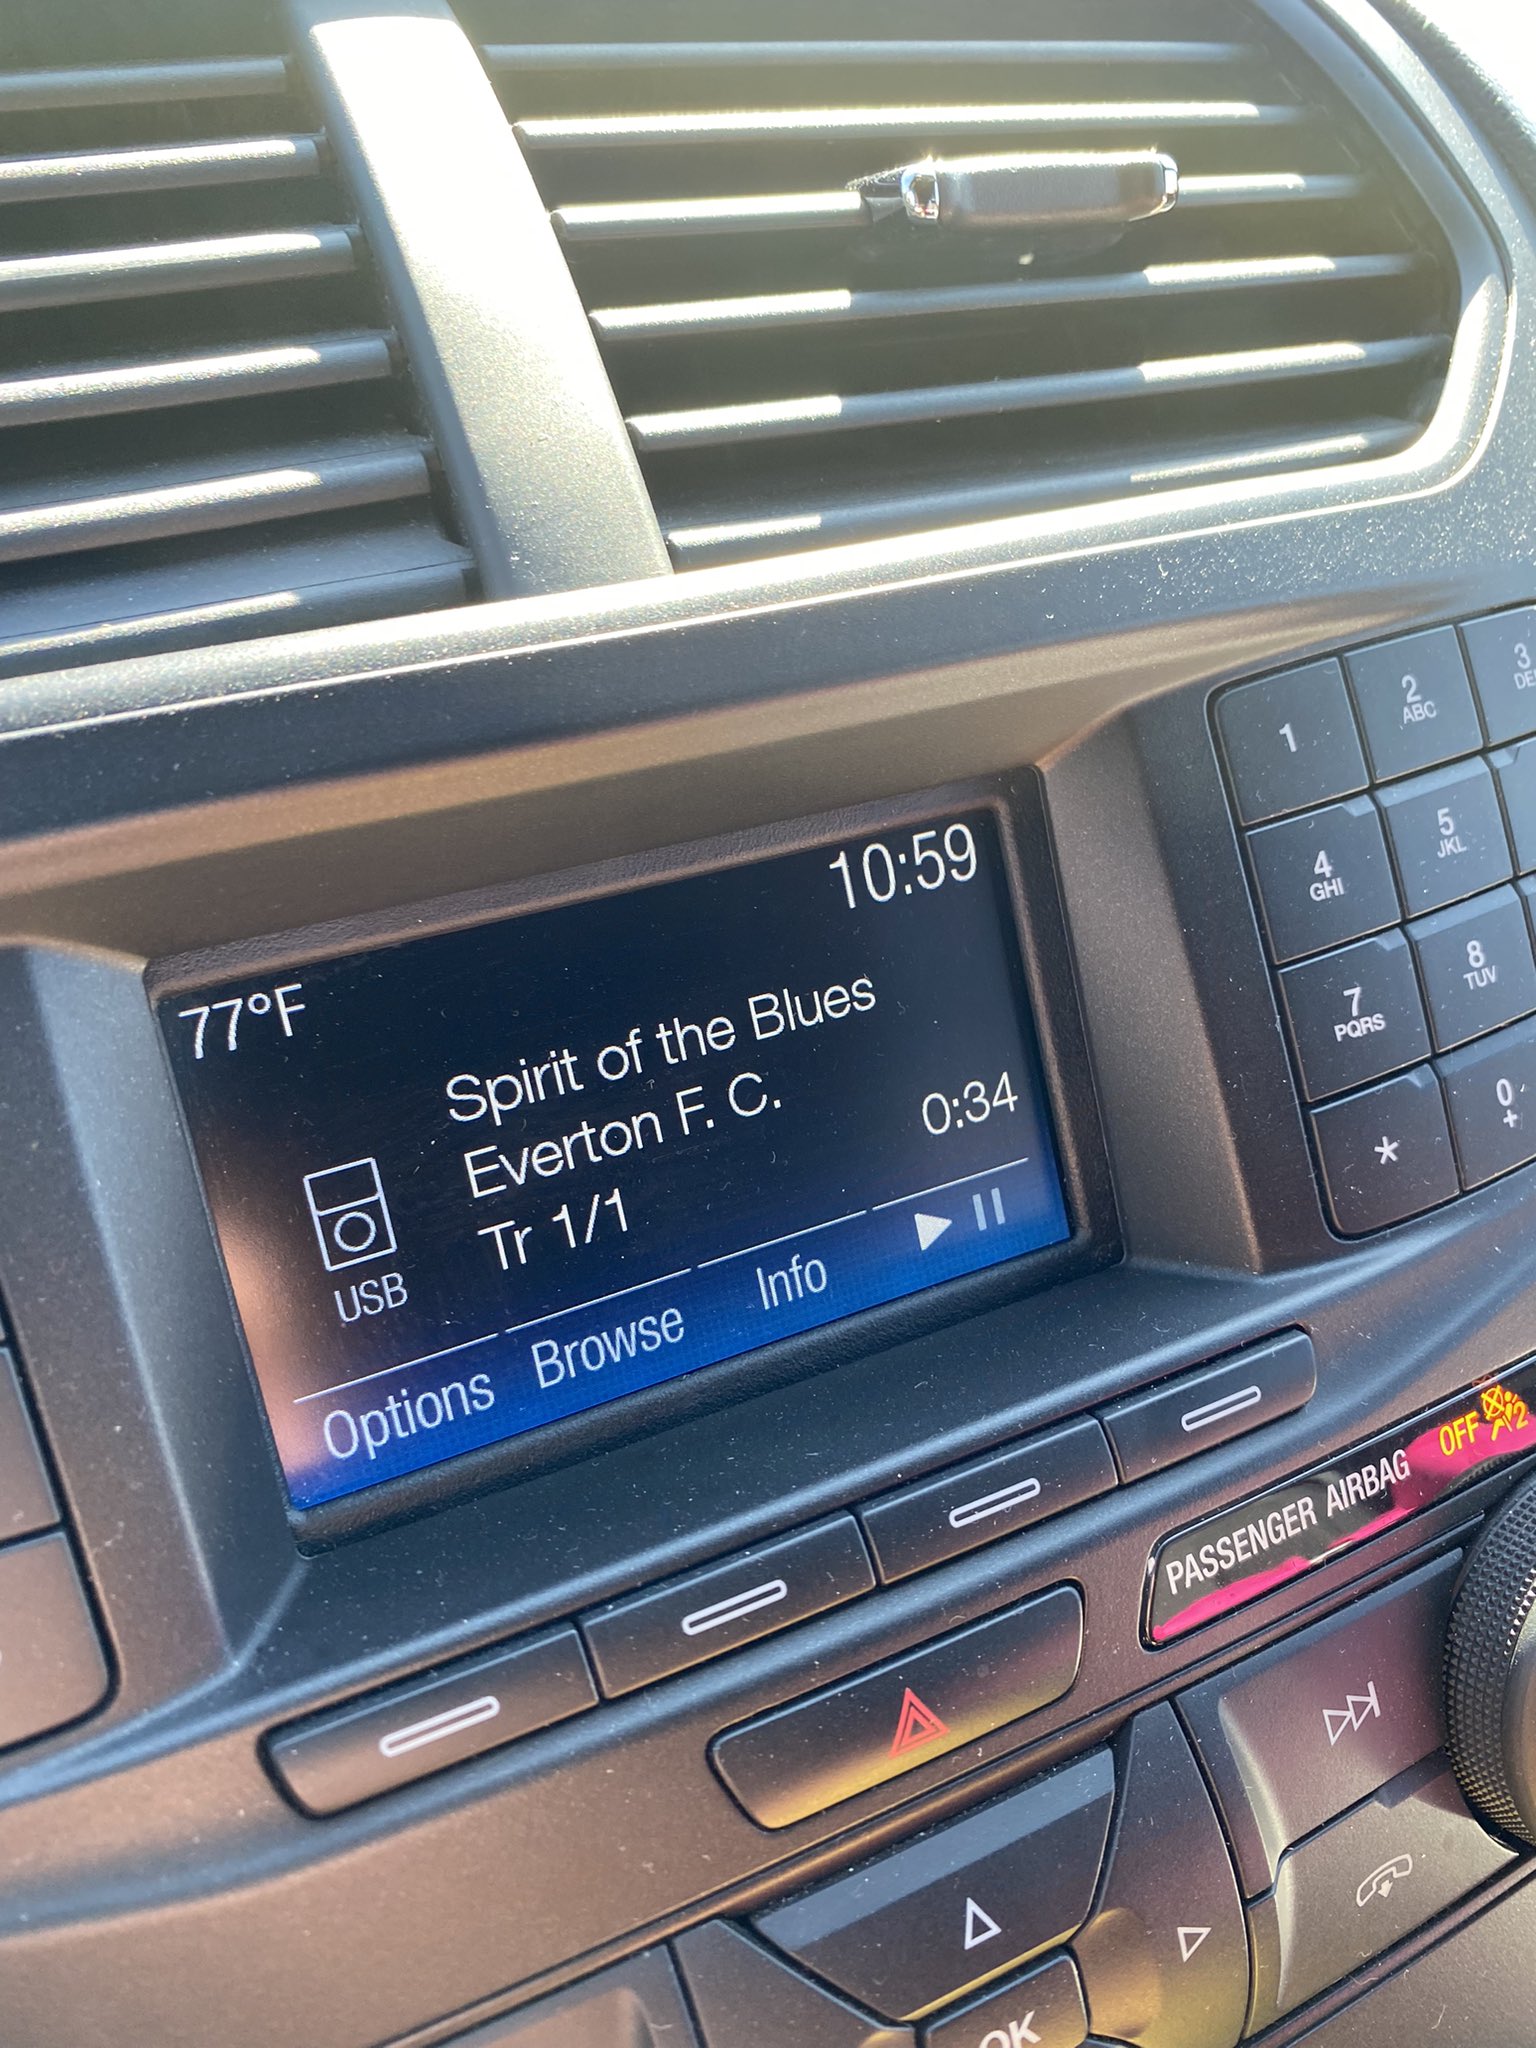 10:59
77°F
Spirit of the Blues
Everton F. C.
0:34
Tr 1/1
USB
Options Browse Info
1
2 ABC
3
4 GHI
5 JKL
7 PQRS
8 TUV
*
0 +
PASSENGER AIRBAG OFF 2
OK